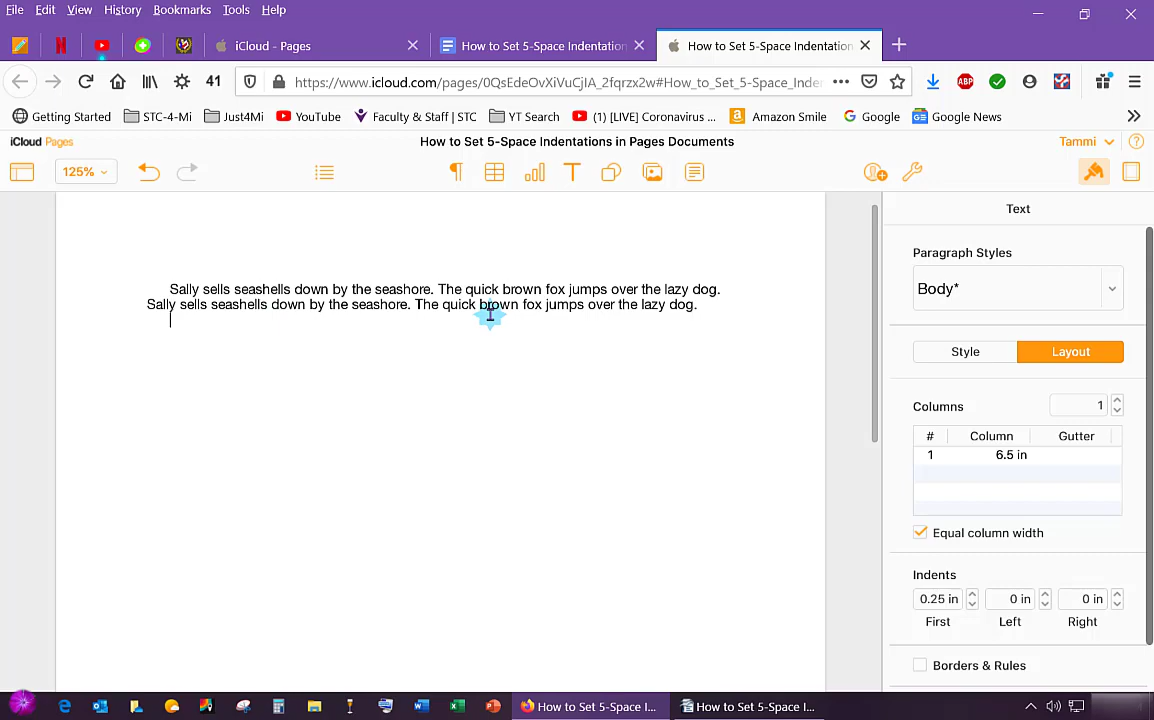 File Edit View History Bookmarks Tools Help
iCloud - Pages
How to Set 5-Space Indentation
How to Set 5-Space Indentations
41
https://www.icloud.com/pages/0QsEdeOvXiVuCjIA_2fqrzx2w#How_to_Set_5-Space_Inde
ABP
Getting Started STC-4-Mi Just4Mi YouTube Faculty & Staff | STC YT Search (1) [LIVE] Coronavirus ... Amazon Smile Google Google News
iCloud Pages
How to Set 5-Space Indentations in Pages Documents
Tammi
125%
Text
Paragraph Styles
Body*
Style Layout
Columns 1
# Column Gutter
1 6.5 in
Equal column width
Indents
0.25 in 0 in 0 in
First Left Right
Borders & Rules
Sally sells seashells down by the seashore. The quick brown fox jumps over the lazy dog.
Sally sells seashells down by the seashore. The quick brown fox jumps over the lazy dog.
How to Set 5-Space I...
How to Set 5-Space I...